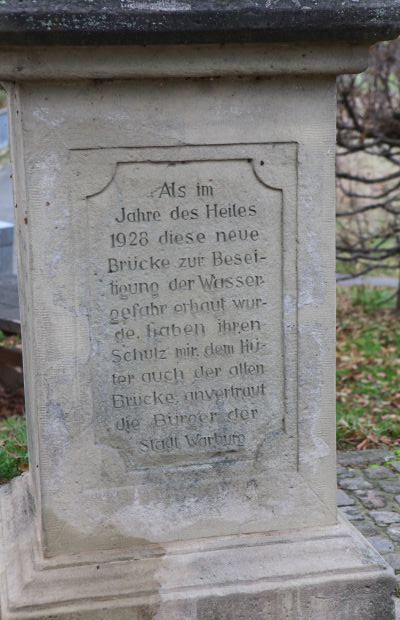 Als im
Jahre des Heiles
1928 diese neue
Brücke zur Besei-
tigung der Wasser-
gefahr erbaut wur-
de, haben ihren
Schutz mir, dem Hü-
ter auch der alten
Brücke, anvertraut
die Bürger der
Stadt Warburg